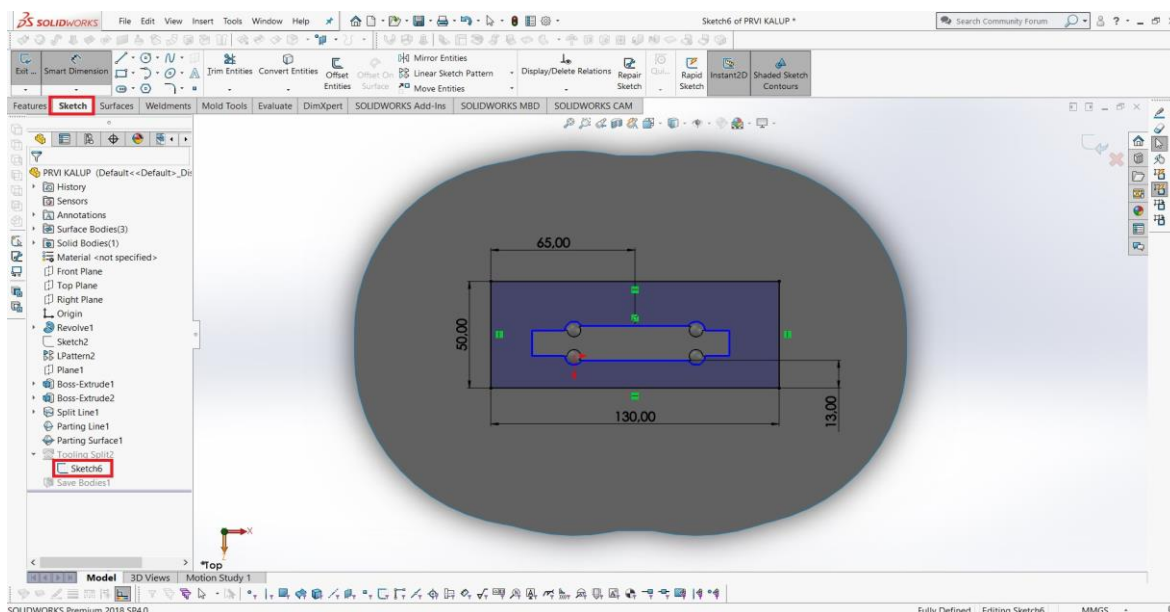 SOLIDWORKS File Edit View Insert Tools Window Help Sketch6 of PRVI KALUP * Search Community Forum
Exit ... Smart Dimension Trim Entities Convert Entities Offset Entities Offset On Surface Mirror Entities Linear Sketch Pattern Move Entities Display/Delete Relations Repair Sketch Qui... Rapid Sketch Instant2D Shaded Sketch Contours
Features Sketch Surfaces Weldments Mold Tools Evaluate DimXpert SOLIDWORKS Add-Ins SOLIDWORKS MBD SOLIDWORKS CAM
PRVI KALUP (Default<<Default>_Dis
History
Sensors
Annotations
Surface Bodies(3)
Solid Bodies(1)
Material <not specified>
Front Plane
Top Plane
Right Plane
Origin
Revolve1
Sketch2
LPattern2
Plane1
Boss-Extrude1
Boss-Extrude2
Split Line1
Parting Line1
Parting Surface1
Tooling Split2
Sketch6
Save Bodies1
65,00
50,00
130,00
13,00
X
*Top
Model 3D Views Motion Study 1
SOLIDWORKS Premium 2018 SP4.0 Fully Defined Editing Sketch6 MMGS